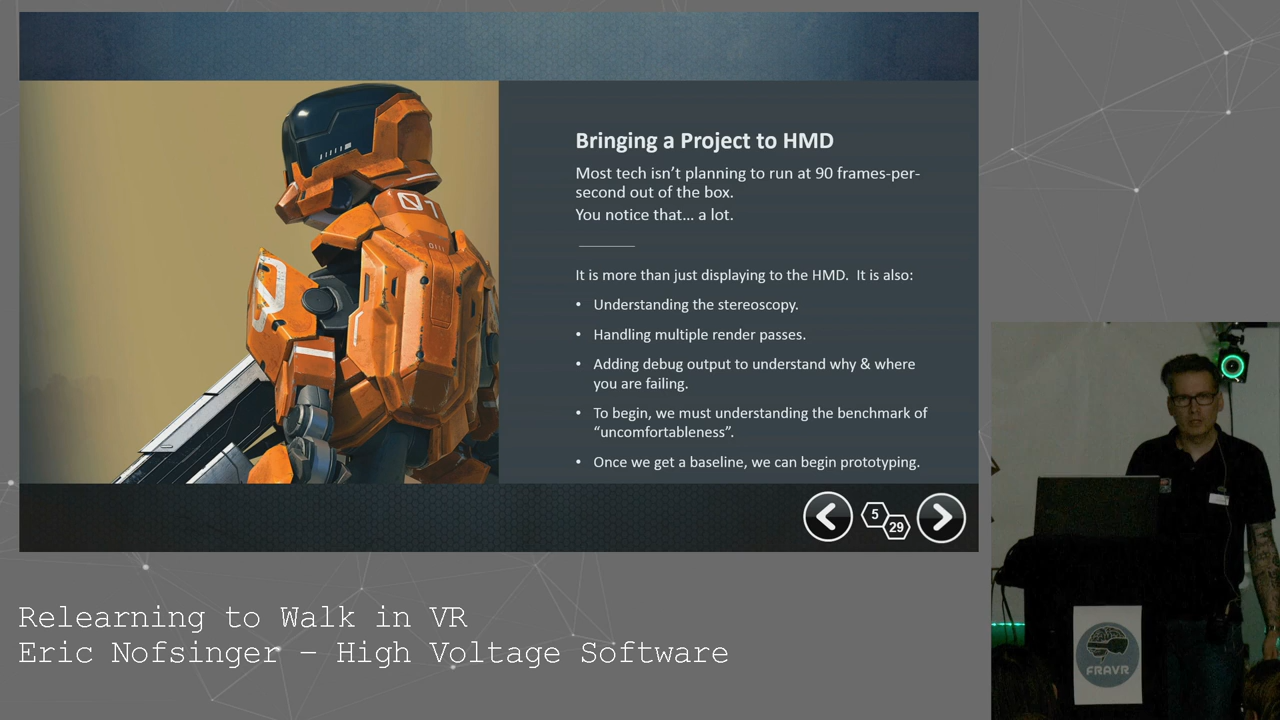 Bringing a Project to HMD
Most tech isn’t planning to run at 90 frames-per-
second out of the box.
You notice that... a lot.
It is more than just displaying to the HMD.  It is also:
• Understanding the stereoscopy.
• Handling multiple render passes.
• Adding debug output to understand why & where
you are failing.
• To begin, we must understanding the benchmark of
“uncomfortableness”.
• Once we get a baseline, we can begin prototyping.
07
5
29
FRAVR
Relearning to Walk in VR
Eric Nofsinger – High Voltage Software